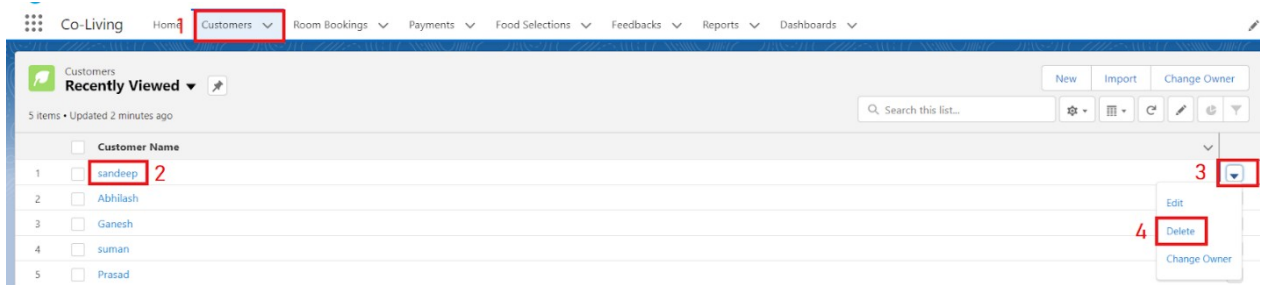 Co-Living Home 1 Customers Room Bookings Payments Food Selections Feedbacks Reports Dashboards
Customers
Recently Viewed
New Import Change Owner
5 items • Updated 2 minutes ago
Search this list...
Customer Name
1 sandeep 2 3
2 Abhilash
Edit
3 Ganesh
4 Delete
4 suman
Change Owner
5 Prasad